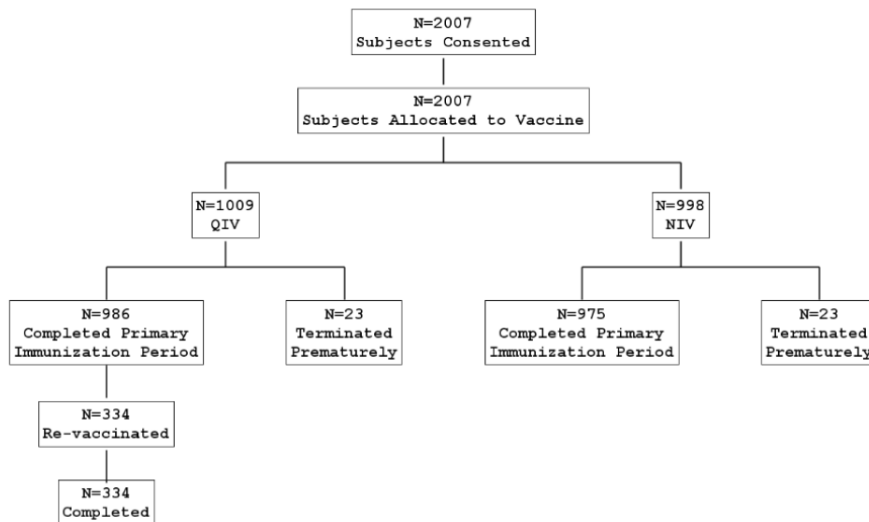 N=2007
Subjects Consented
N=2007
Subjects Allocated to Vaccine
N=1009
QIV
N=998
NIV
N=986
Completed Primary
Immunization Period
N=23
Terminated
Prematurely
N=975
Completed Primary
Immunization Period
N=23
Terminated
Prematurely
N=334
Re-vaccinated
N=334
Completed